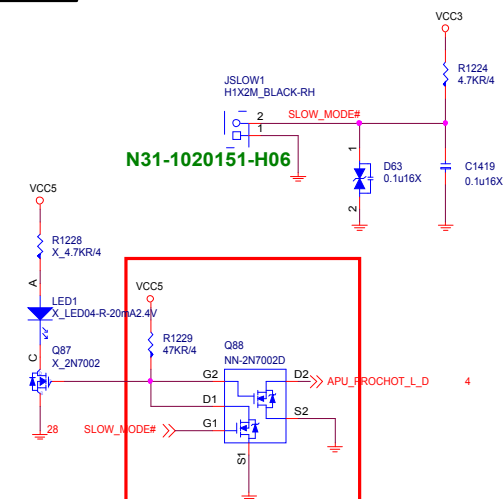 VCC3
R1224
4.7KR/4
JSLOW1
H1X2M_BLACK-RH
2
1
SLOW_MODE#
N31-1020151-H06
1
2
D63
0.1u16X
C1419
0.1u16X
VCC5
R1228
X_4.7KR/4
A
LED1
X_LED04-R-20mA2.4V
C
Q87
X_2N7002
VCC5
R1229
47KR/4
Q88
NN-2N7002D
G2
D2
APU_PROCHOT_L_D
4
D1
S2
28
SLOW_MODE#
G1
S1